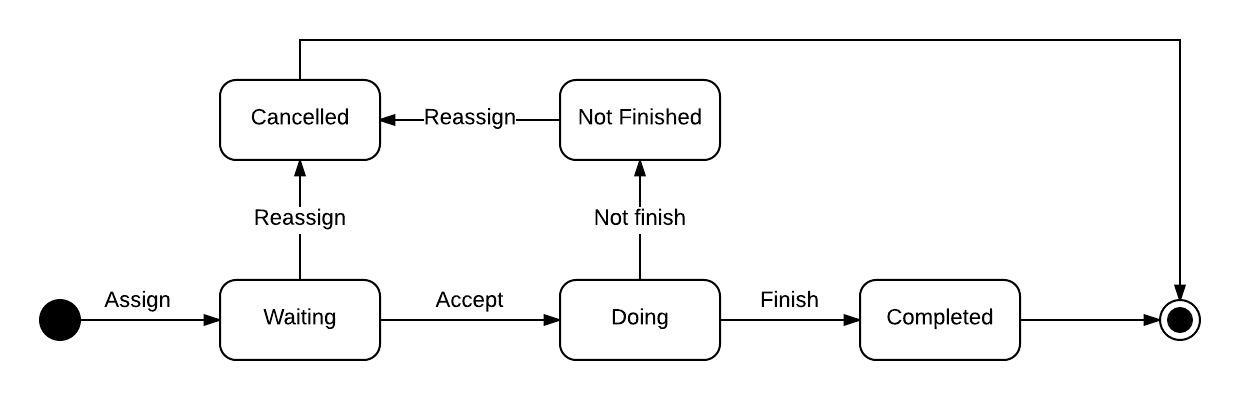 Cancelled
Reassign
Not Finished
Reassign
Not finish
Assign
Waiting
Accept
Doing
Finish
Completed